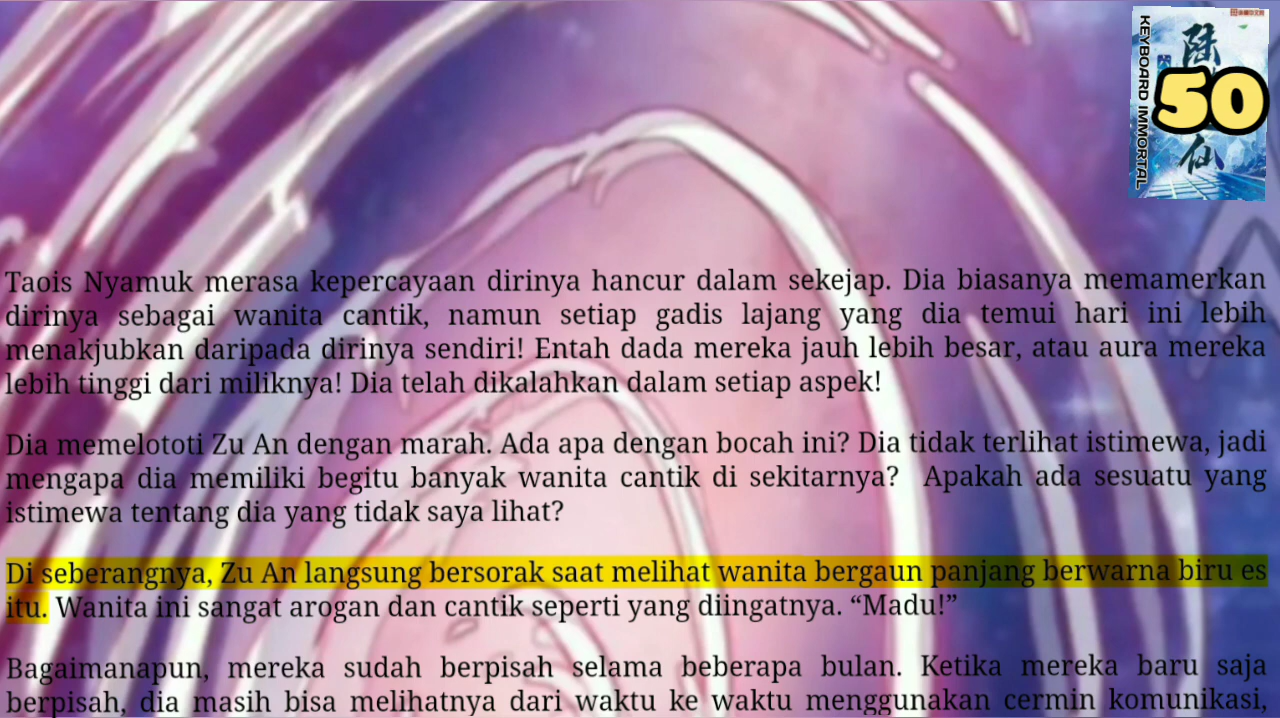 KEYBOARD IMMORTAL
陆
仙
50
Taois Nyamuk merasa kepercayaan dirinya hancur dalam sekejap. Dia biasanya memamerkan
dirinya sebagai wanita cantik, namun setiap gadis lajang yang dia temui hari ini lebih
menakjubkan daripada dirinya sendiri! Entah dada mereka jauh lebih besar, atau aura mereka
lebih tinggi dari miliknya! Dia telah dikalahkan dalam setiap aspek!
Dia memelototi Zu An dengan marah. Ada apa dengan bocah ini? Dia tidak terlihat istimewa, jadi
mengapa dia memiliki begitu banyak wanita cantik di sekitarnya? Apakah ada sesuatu yang
istimewa tentang dia yang tidak saya lihat?
Di seberangnya, Zu An langsung bersorak saat melihat wanita bergaun panjang berwarna biru es
itu. Wanita ini sangat arogan dan cantik seperti yang diingatnya. “Madu!”
Bagaimanapun, mereka sudah berpisah selama beberapa bulan. Ketika mereka baru saja
berpisah, dia masih bisa melihatnya dari waktu ke waktu menggunakan cermin komunikasi,